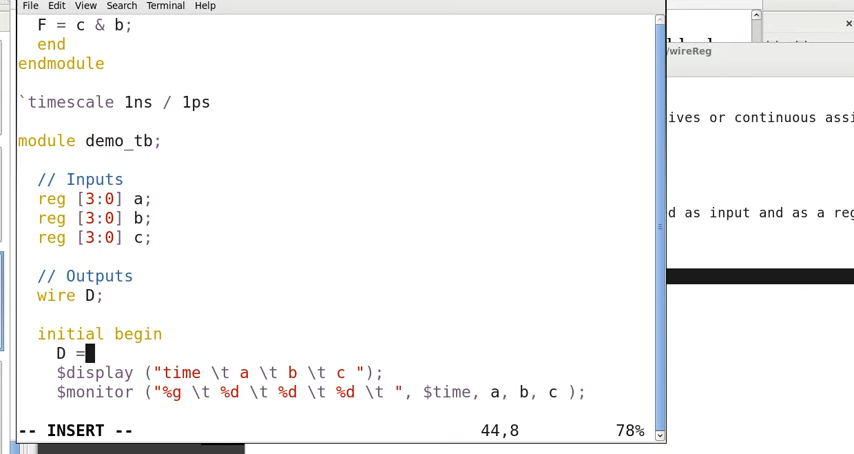 File Edit View Search Terminal Help
F = c & b;
end
endmodule
`timescale 1ns / 1ps
module demo_tb;
// Inputs
reg [3:0] a;
reg [3:0] b;
reg [3:0] c;
// Outputs
wire D;
initial begin
D =
$display ("time \t a \t b \t c ");
$monitor ("%g \t %d \t %d \t %d \t ", $time, a, b, c );
-- INSERT -- 44,8 78%
/wireReg
ives or continuous assi
d as input and as a reg